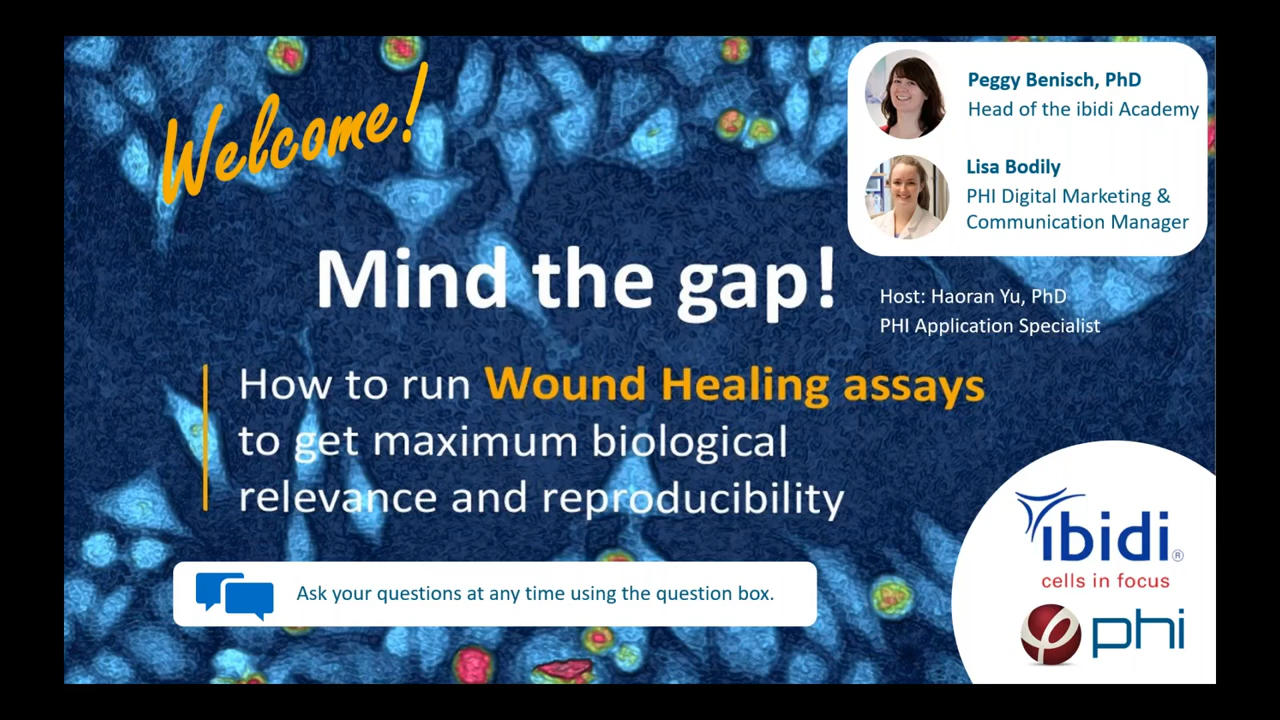 Welcome!
Peggy Benisch, PhD
Head of the ibidi Academy
Lisa Bodily
PHI Digital Marketing &
Communication Manager
Mind the gap!
Host: Haoran Yu, PhD
PHI Application Specialist
How to run Wound Healing assays
to get maximum biological
relevance and reproducibility
Ask your questions at any time using the question box.
ibidi®
cells in focus
φ phi